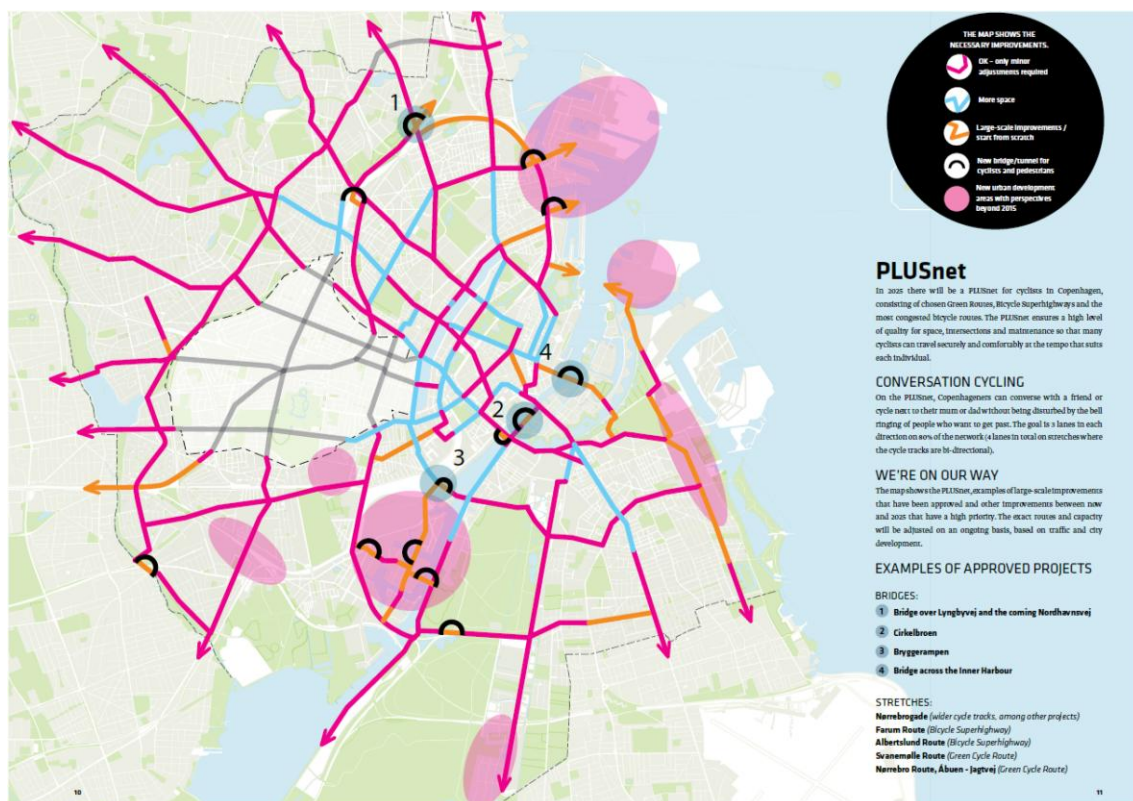 1
4
2
3
THE MAP SHOWS THE
NECESSARY IMPROVEMENTS.
OK – only minor
adjustments required
More space
Large-scale improvements /
start from scratch
New bridge/tunnel for
cyclists and pedestrians
New urban development
areas with perspectives
beyond 2015
PLUSnet
In 2025 there will be a PLUSnet for cyclists in Copenhagen,
consisting of chosen Green Routes, Bicycle Superhighways and the
most congested bicycle routes. The PLUSnet ensures a high level
of quality for space, intersections and maintenance so that many
cyclists can travel securely and comfortably at the tempo that suits
each individual.
CONVERSATION CYCLING
On the PLUSnet, Copenhageners can converse with a friend or
cycle next to their mum or dad without being disturbed by the bell
ringing of people who want to get past. The goal is 3 lanes in each
direction on 80% of the network (4 lanes in total on stretches where
the cycle tracks are bi-directional).
WE'RE ON OUR WAY
The map shows the PLUSnet, examples of large-scale improvements
that have been approved and other improvements between now
and 2025 that have a high priority. The exact routes and capacity
will be adjusted on an ongoing basis, based on traffic and city
development.
EXAMPLES OF APPROVED PROJECTS
BRIDGES:
1 Bridge over Lyngbyvej and the coming Nordhavnsvej
2 Cirkelbroen
3 Bryggerampen
4 Bridge across the Inner Harbour
STRETCHES:
Nørrebrogade (wider cycle tracks, among other projects)
Farum Route (Bicycle Superhighway)
Albertslund Route (Bicycle Superhighway)
Svanemølle Route (Green Cycle Route)
Nørrebro Route, Åbuen - Jagtvej (Green Cycle Route)
10
11